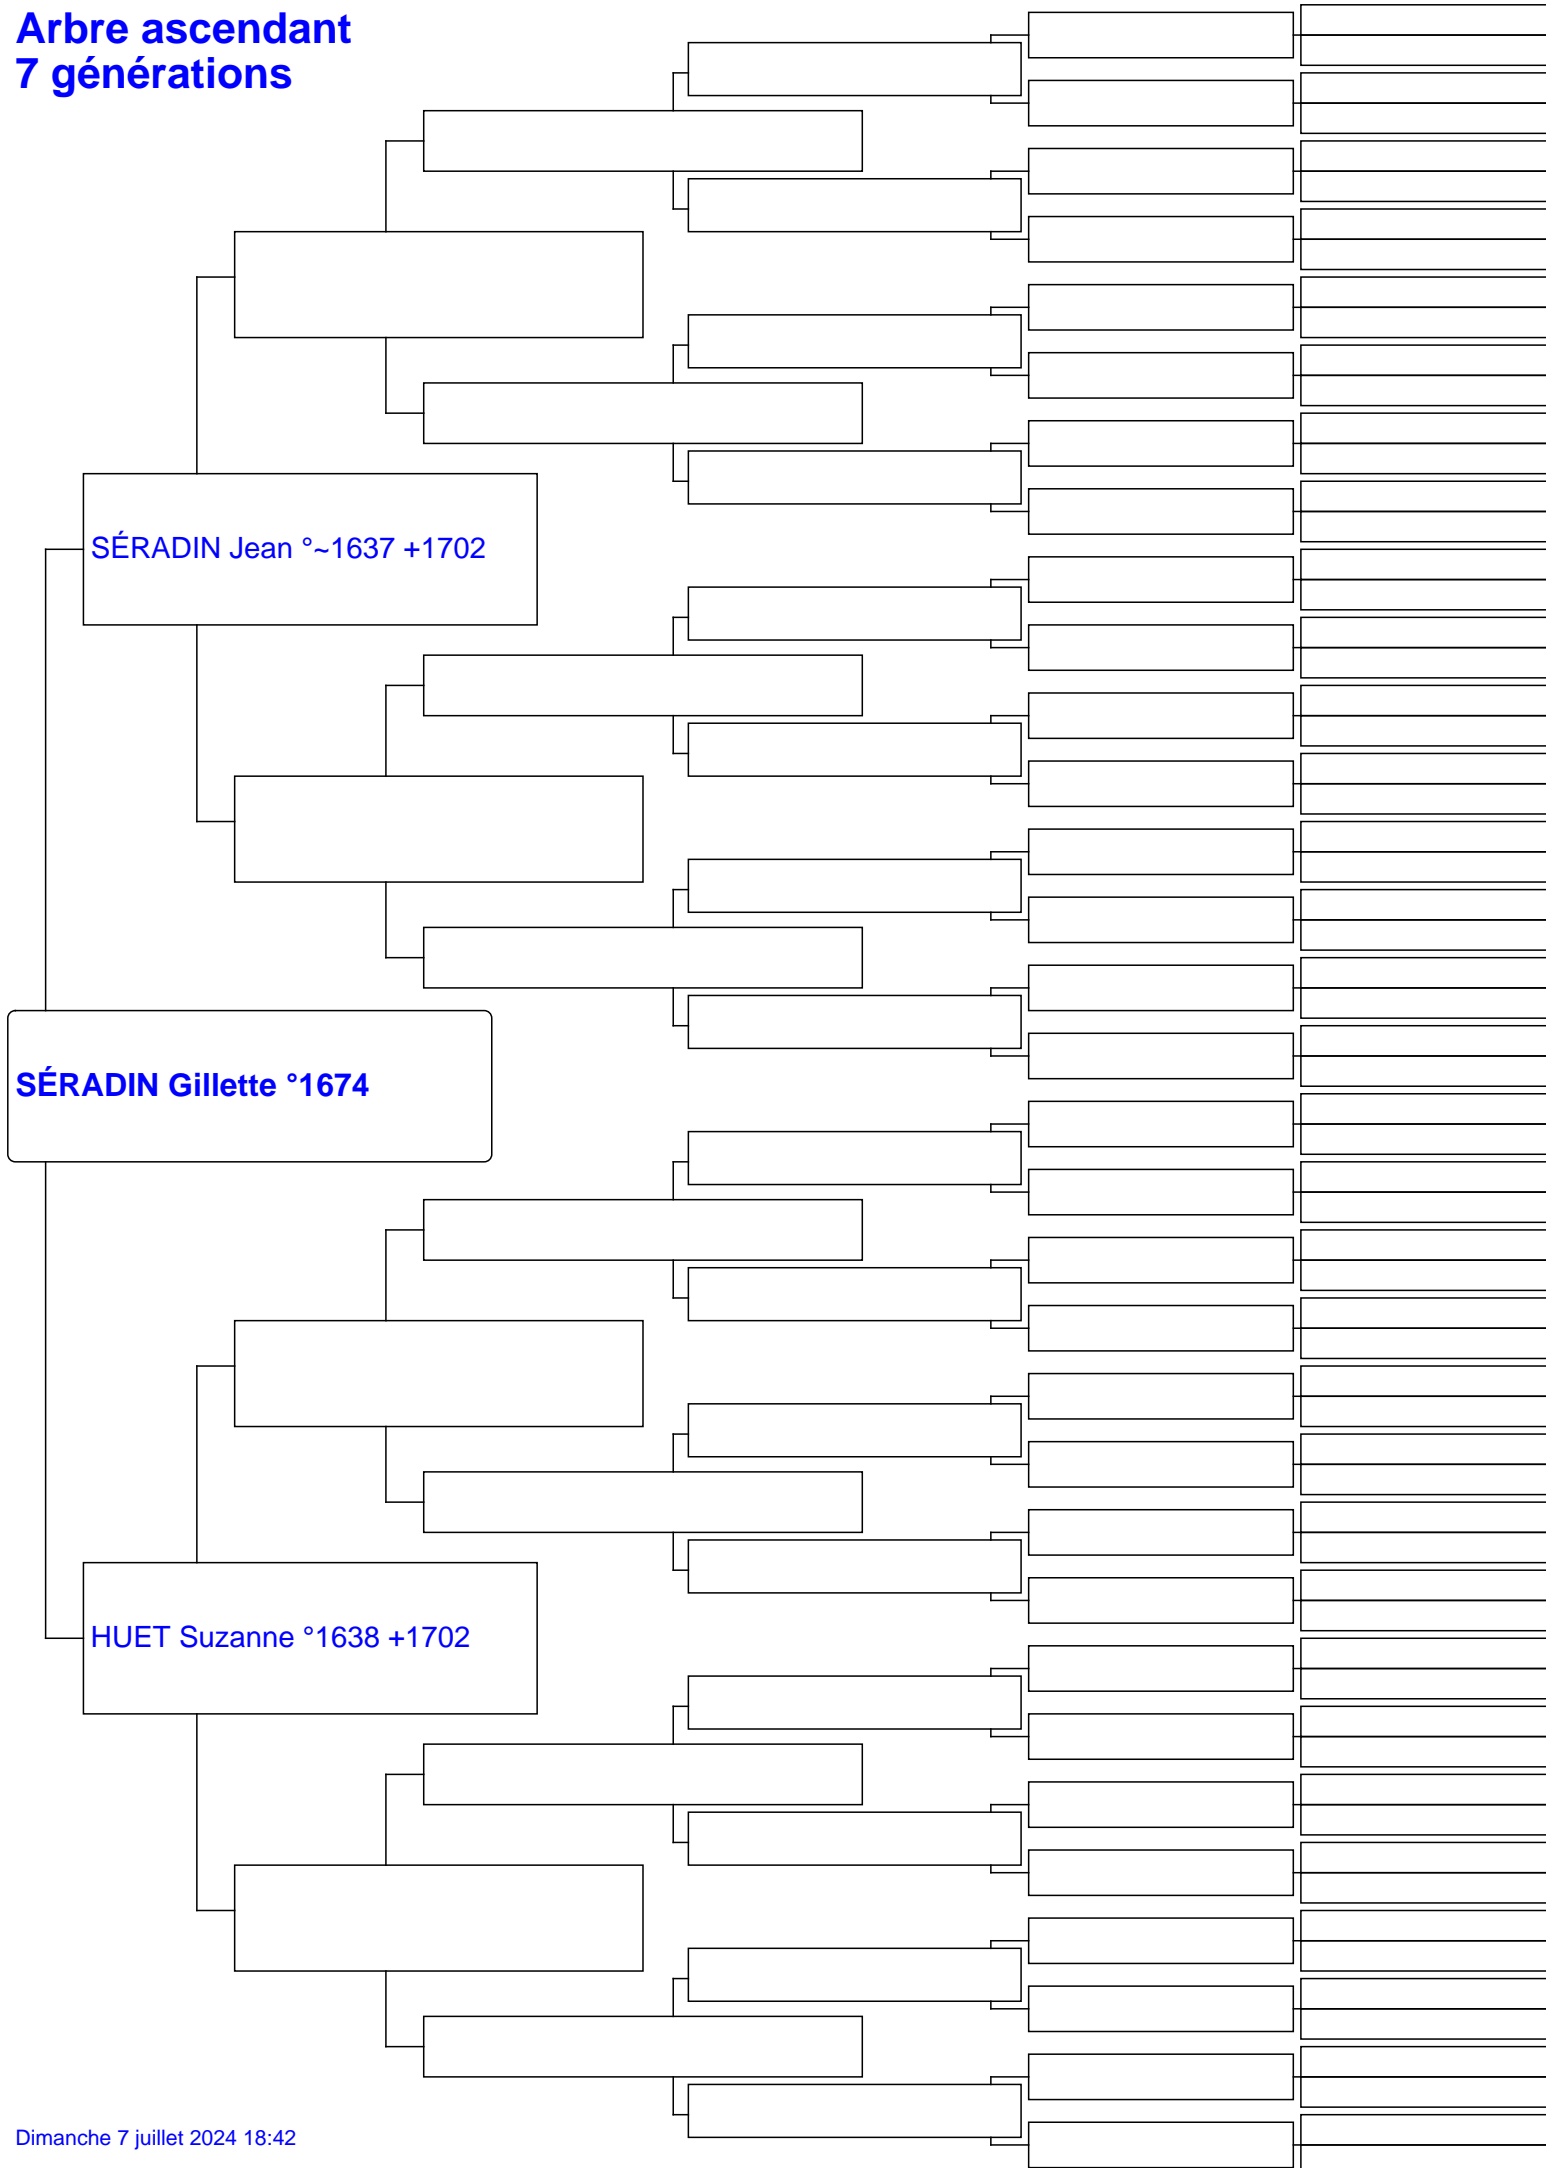 Arbre ascendant
7 générations
SÉRADIN Jean °~1637 +1702
SÉRADIN Gillette °1674
HUET Suzanne °1638 +1702
Dimanche 7 juillet 2024 18:42